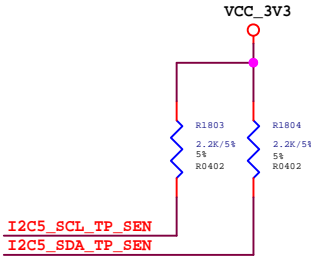 VCC_3V3
R1803
2.2K/5%
5%
R0402
R1804
2.2K/5%
5%
R0402
I2C5_SCL_TP_SEN
I2C5_SDA_TP_SEN